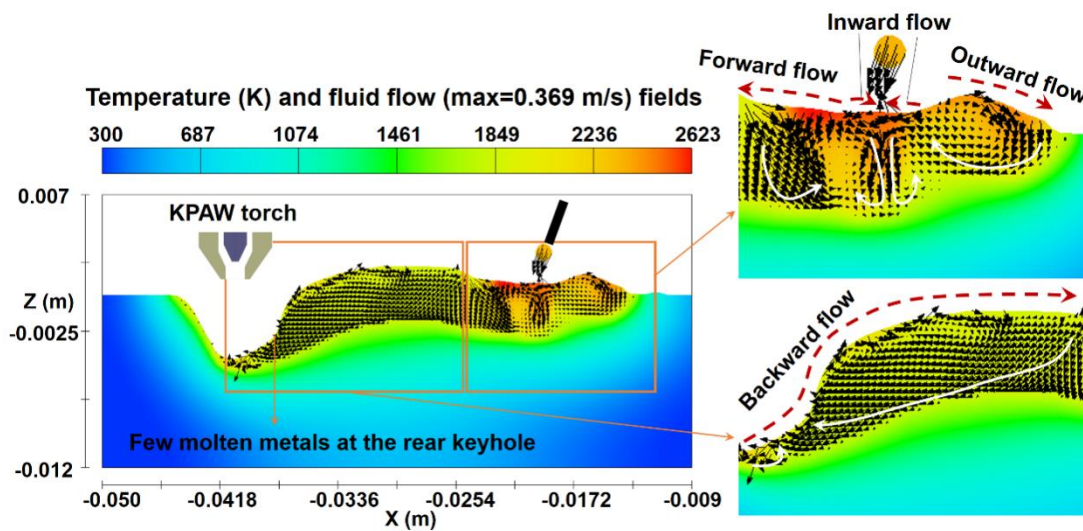 Temperature (K) and fluid flow (max=0.369 m/s) fields
300 687 1074 1461 1849 2236 2623
0.007
KPAW torch
Z (m)
-0.0025
Few molten metals at the rear keyhole
-0.012
-0.050 -0.0418 -0.0336 -0.0254 -0.0172 -0.009
X (m)
Inward flow
Forward flow
Outward flow
Backward flow